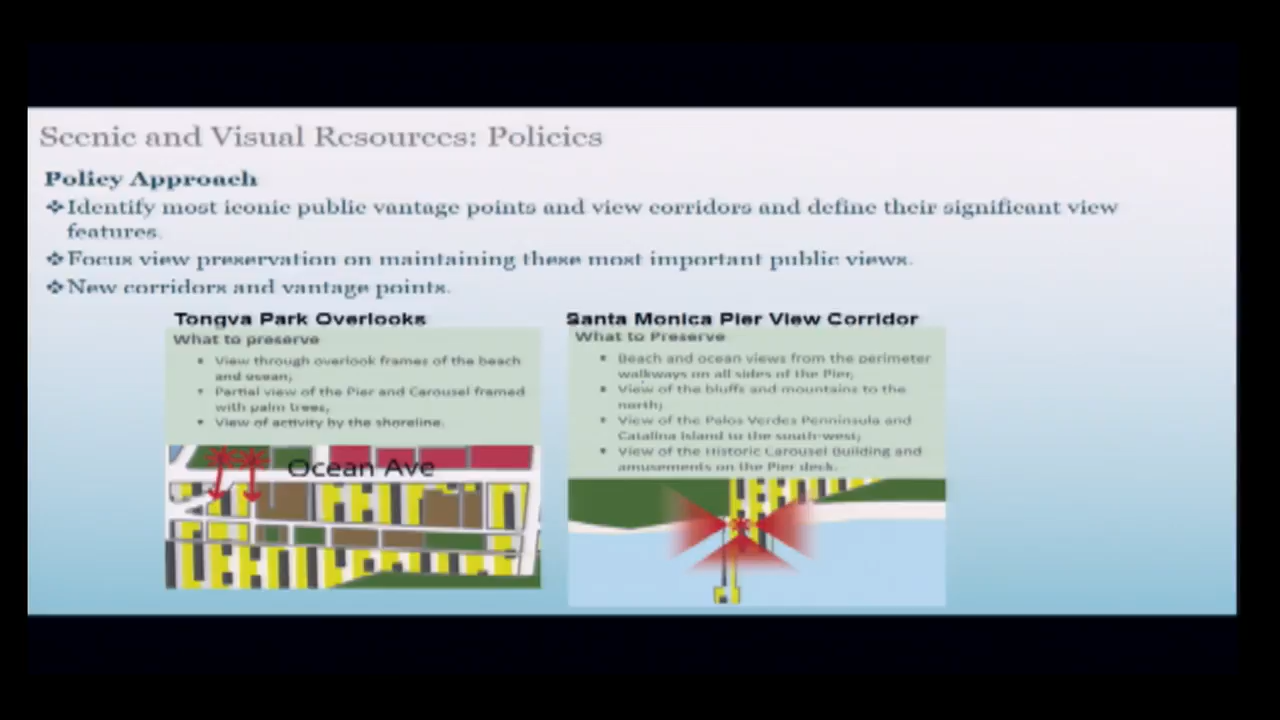 Scenic and Visual Resources: Policies
Policy Approach
❖Identify most iconic public vantage points and view corridors and define their significant view
features.
❖Focus view preservation on maintaining these most important public views.
❖New corridors and vantage points.
Tongva Park Overlooks
What to preserve
• View through overlook frames of the beach
and ocean;
• Partial view of the Pier and Carousel framed
with palm trees;
• View of activity by the shoreline.
Ocean Ave
Santa Monica Pier View Corridor
What to Preserve
• Beach and ocean views from the perimeter
walkways on all sides of the Pier;
• View of the bluffs and mountains to the
north;
• View of the Palos Verdes Penninsula and
Catalina Island to the south-west;
• View of the Historic Carousel Building and
amusements on the Pier deck.